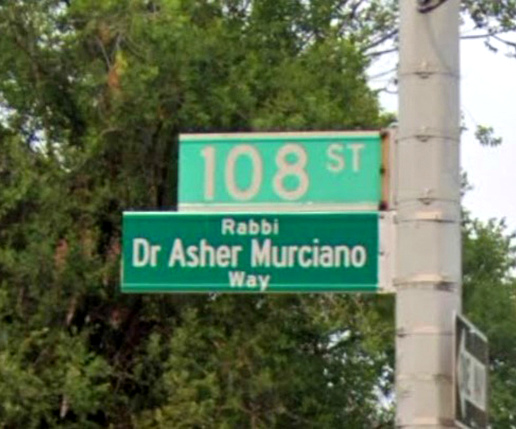 108 ST
Rabbi
Dr Asher Murciano
Way